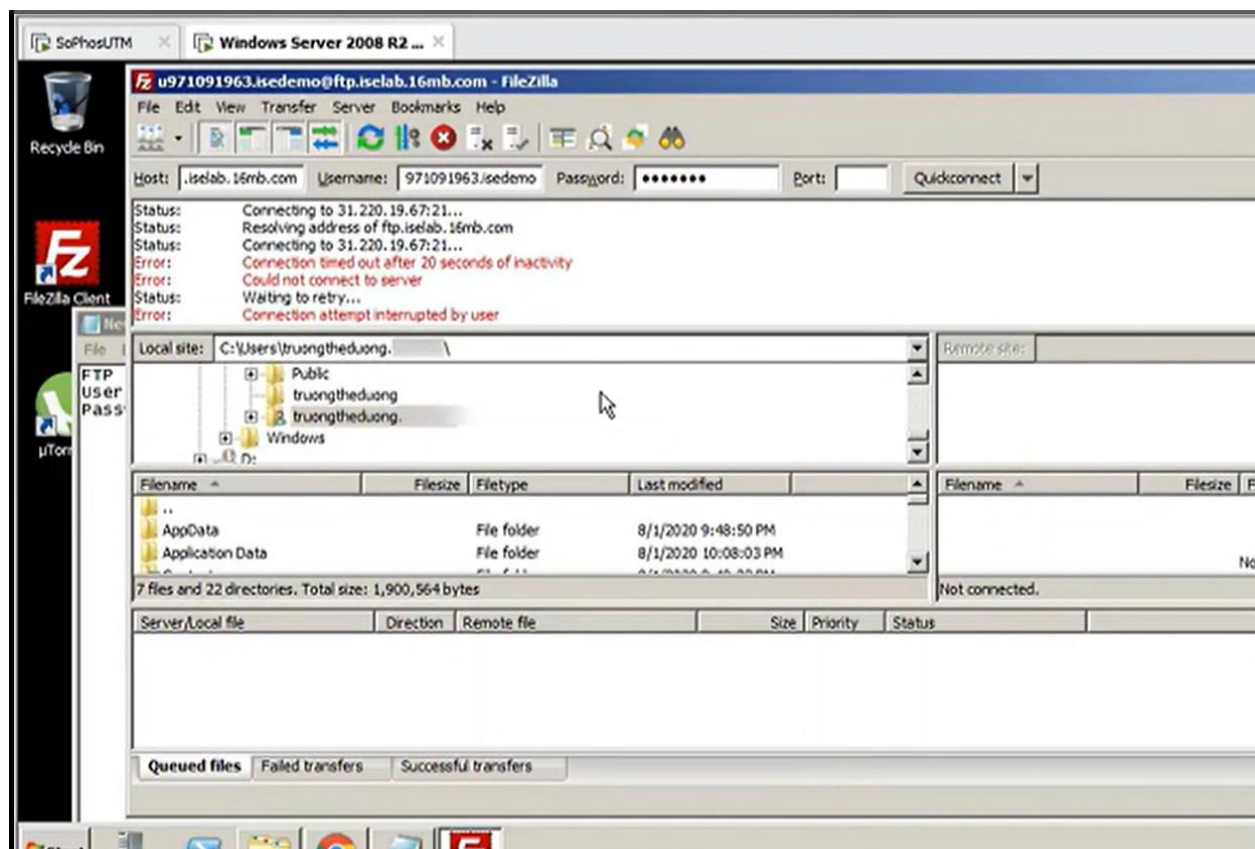 SoPhosUTM
Windows Server 2008 R2 ...
u971091963.isedemo@ftp.iselab.16mb.com - FileZilla
File Edit View Transfer Server Bookmarks Help
Recycle Bin
Host: .iselab.16mb.com Username: 971091963.isedemo Password: ●●●●●●● Port: Quickconnect
Status: Connecting to 31.220.19.67:21...
Status: Resolving address of ftp.iselab.16mb.com
Status: Connecting to 31.220.19.67:21...
Error: Connection timed out after 20 seconds of inactivity
Error: Could not connect to server
Status: Waiting to retry...
Error: Connection attempt interrupted by user
FileZilla Client
Ne
File
FTP
User
Pass
µTorr
Local site: C:\Users\truongtheduong. \
Remote site:
Public
truongtheduong
truongtheduong.
Windows
D:
Filename Filesize Filetype Last modified
Filename Filesize F
..
AppData File folder 8/1/2020 9:48:50 PM
Application Data File folder 8/1/2020 10:08:03 PM
No
7 files and 22 directories. Total size: 1,900,564 bytes
Not connected.
Server/Local file Direction Remote file Size Priority Status
Queued files Failed transfers Successful transfers